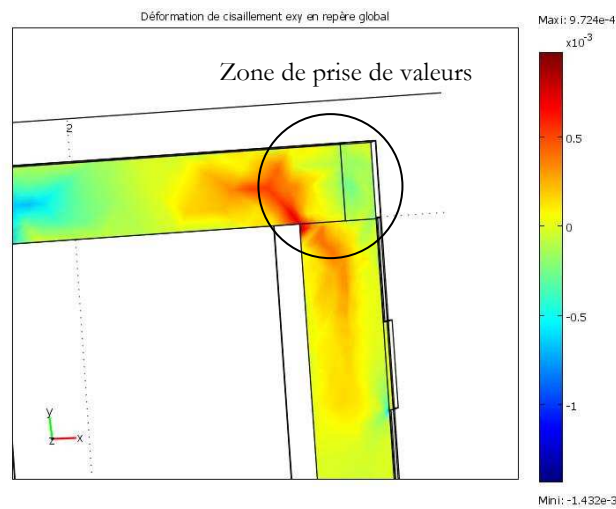 Déformation de cisaillement exy en repère global
Maxi: 9.724e-4
x10⁻³
Zone de prise de valeurs
2
0.5
0
-0.5
-1
y
z
x
Mini: -1.432e-3